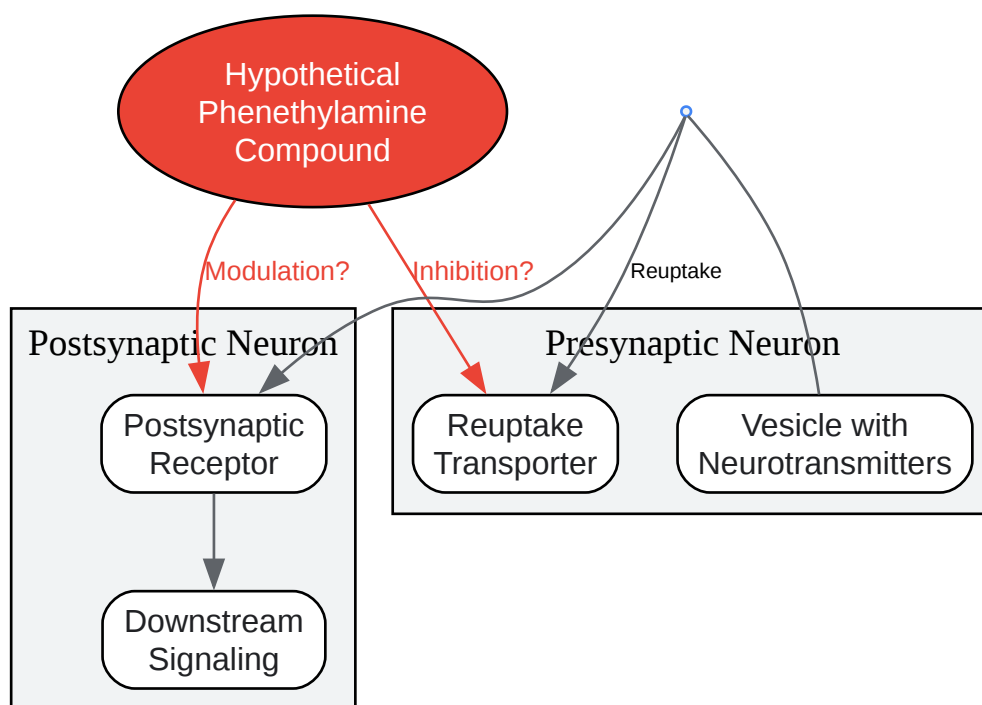 Hypothetical
Phenethylamine
Compound
Modulation?
Inhibition?
Reuptake
Postsynaptic Neuron
Presynaptic Neuron
Postsynaptic
Receptor
Reuptake
Transporter
Vesicle with
Neurotransmitters
Downstream
Signaling